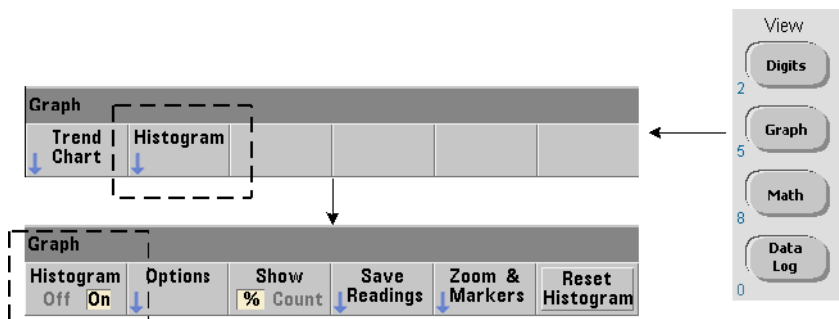 View
Digits
2
Graph
5
Math
8
Data
Log
0
Graph
Trend
Chart
Histogram
Graph
Histogram
Off On
Options
Show
% Count
Save
Readings
Zoom &
Markers
Reset
Histogram